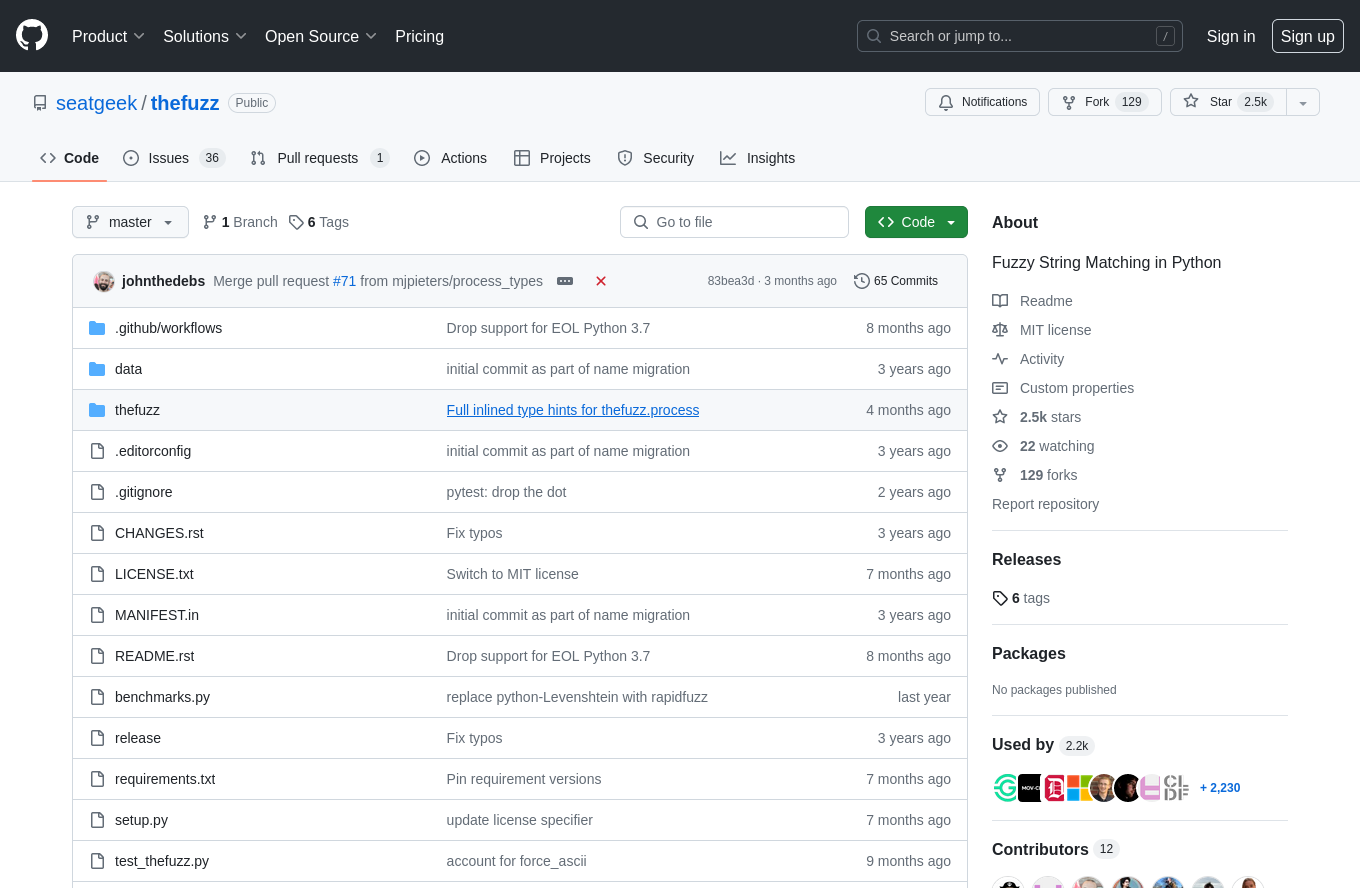 Product Solutions Open Source Pricing Search or jump to... / Sign in Sign up
seatgeek / thefuzz Public Notifications Fork 129 Star 2.5k
Code Issues 36 Pull requests 1 Actions Projects Security Insights
master 1 Branch 6 Tags Go to file Code
johnthedebs Merge pull request #71 from mjpieters/process_types 83bea3d · 3 months ago 65 Commits
.github/workflows Drop support for EOL Python 3.7 8 months ago
data initial commit as part of name migration 3 years ago
thefuzz Full inlined type hints for thefuzz.process 4 months ago
.editorconfig initial commit as part of name migration 3 years ago
.gitignore pytest: drop the dot 2 years ago
CHANGES.rst Fix typos 3 years ago
LICENSE.txt Switch to MIT license 7 months ago
MANIFEST.in initial commit as part of name migration 3 years ago
README.rst Drop support for EOL Python 3.7 8 months ago
benchmarks.py replace python-Levenshtein with rapidfuzz last year
release Fix typos 3 years ago
requirements.txt Pin requirement versions 7 months ago
setup.py update license specifier 7 months ago
test_thefuzz.py account for force_ascii 9 months ago
About
Fuzzy String Matching in Python
Readme
MIT license
Activity
Custom properties
2.5k stars
22 watching
129 forks
Report repository
Releases
6 tags
Packages
No packages published
Used by 2.2k
+ 2,230
Contributors 12